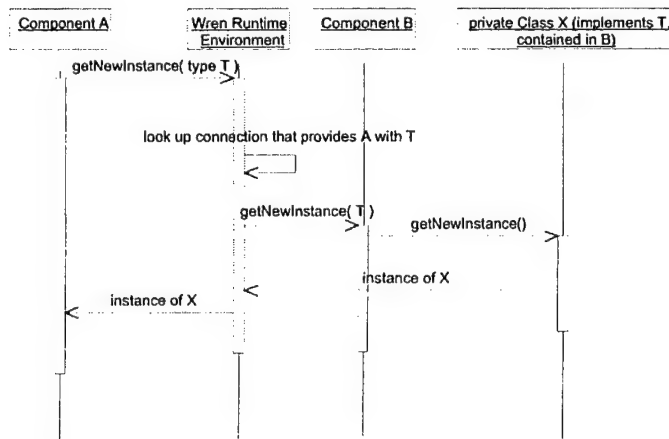 Component A
Wren Runtime
Environment
Component B
private Class X (implements T,
contained in B)
getNewInstance( type T )
look up connection that provides A with T
getNewInstance( T )
getNewInstance()
instance of X
instance of X